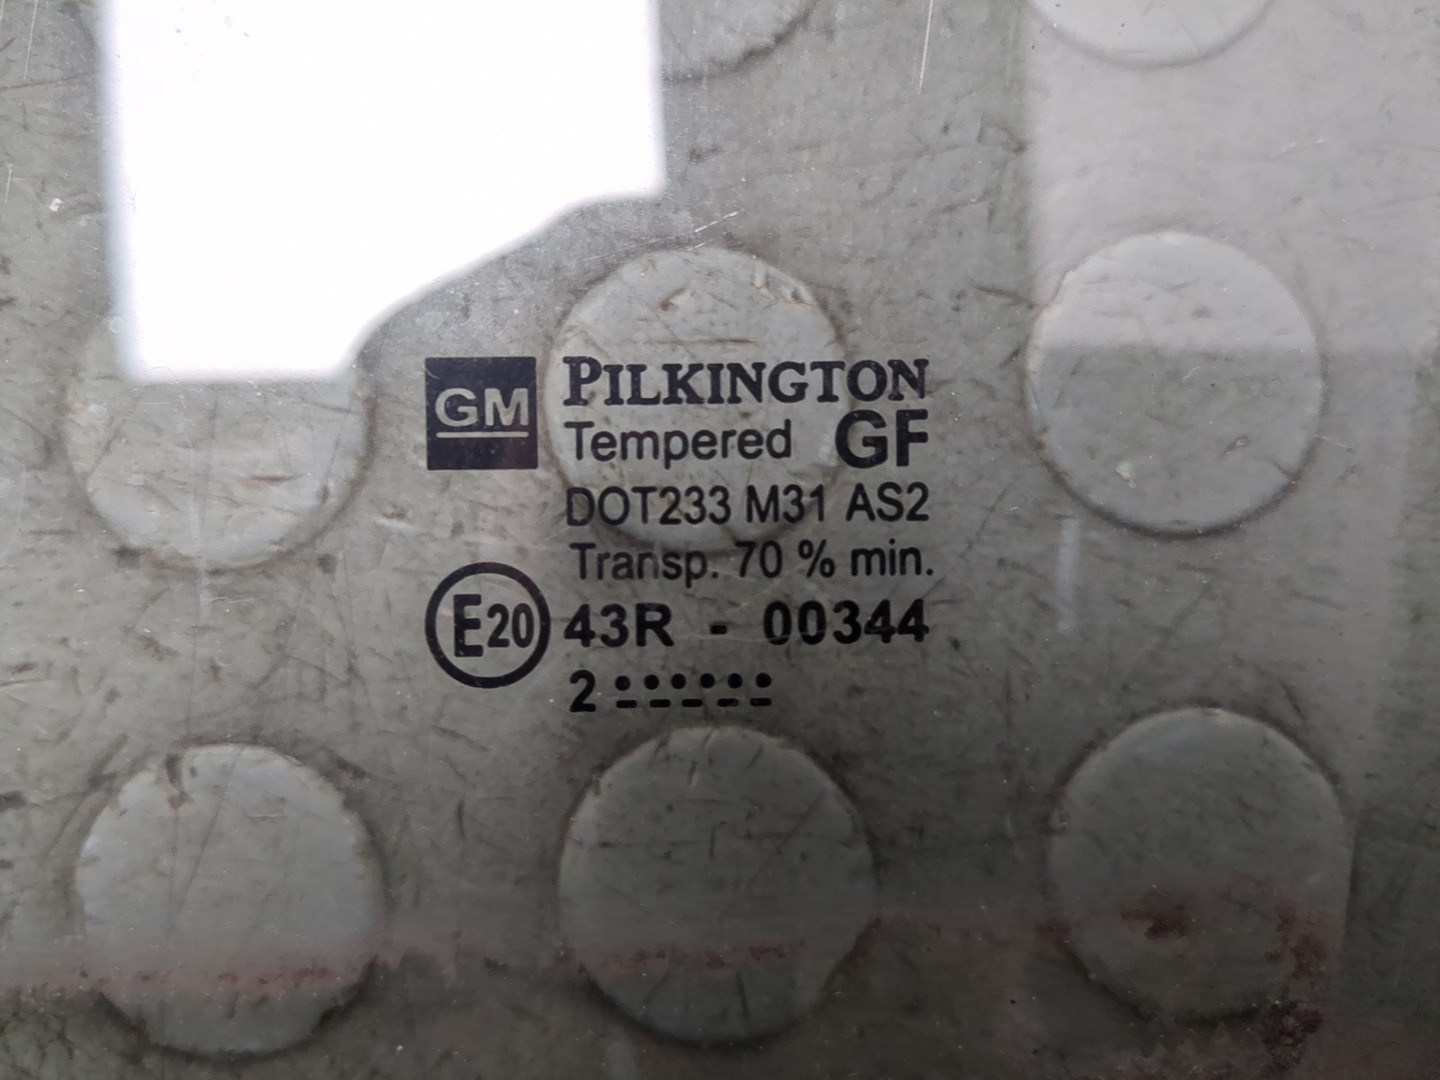 GM PILKINGTON
Tempered GF
DOT233 M31 AS2
Transp. 70 % min.
E20 43R - 00344
2